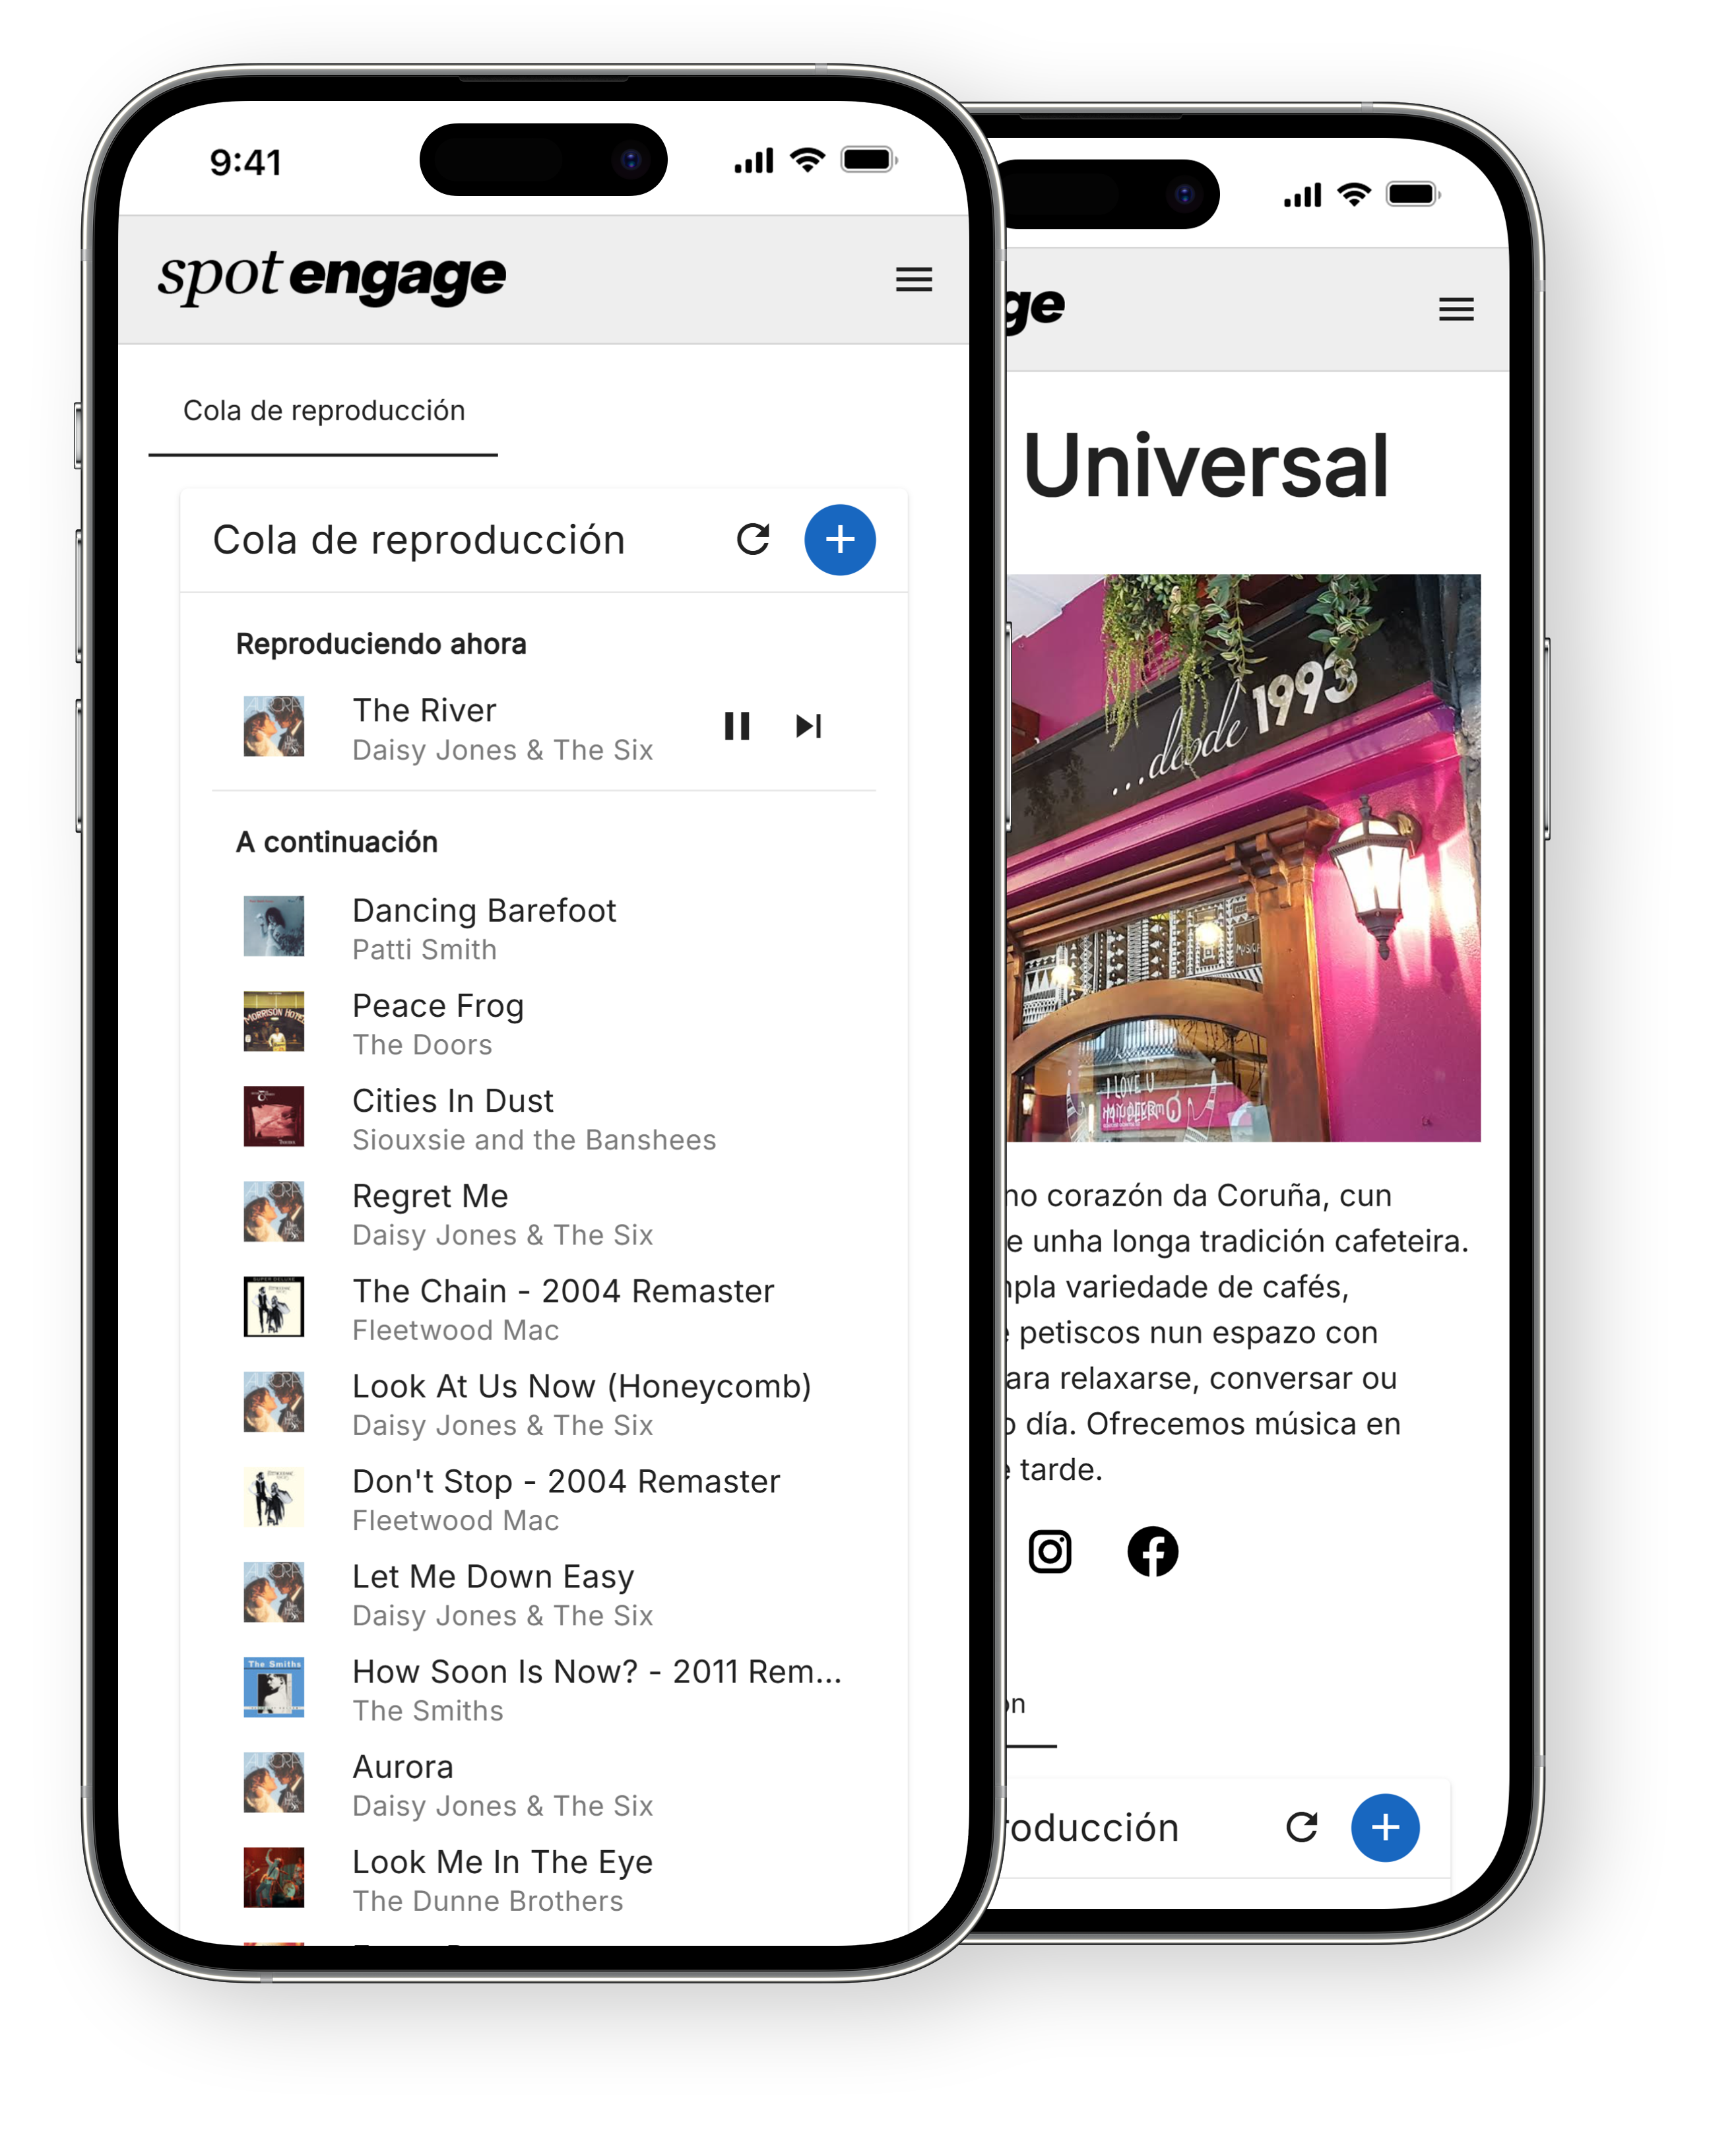 9:41
spot engage
Cola de reproducción
Cola de reproducción
Reproduciendo ahora
The River
Daisy Jones & The Six
A continuación
Dancing Barefoot
Patti Smith
Peace Frog
The Doors
Cities In Dust
Siouxsie and the Banshees
Regret Me
Daisy Jones & The Six
The Chain - 2004 Remaster
Fleetwood Mac
Look At Us Now (Honeycomb)
Daisy Jones & The Six
Don't Stop - 2004 Remaster
Fleetwood Mac
Let Me Down Easy
Daisy Jones & The Six
How Soon Is Now? - 2011 Rem...
The Smiths
Aurora
Daisy Jones & The Six
Look Me In The Eye
The Dunne Brothers
MORRISON HOTEL
The Smiths
ge
Universal
...desde 1993
I LOVE U
no corazón da Coruña, cun
e unha longa tradición cafeteira.
variedade de cafés,
petiscos nun espazo con
ara relaxarse, conversar ou
o día. Ofrecemos música en
tarde.
on
roducción